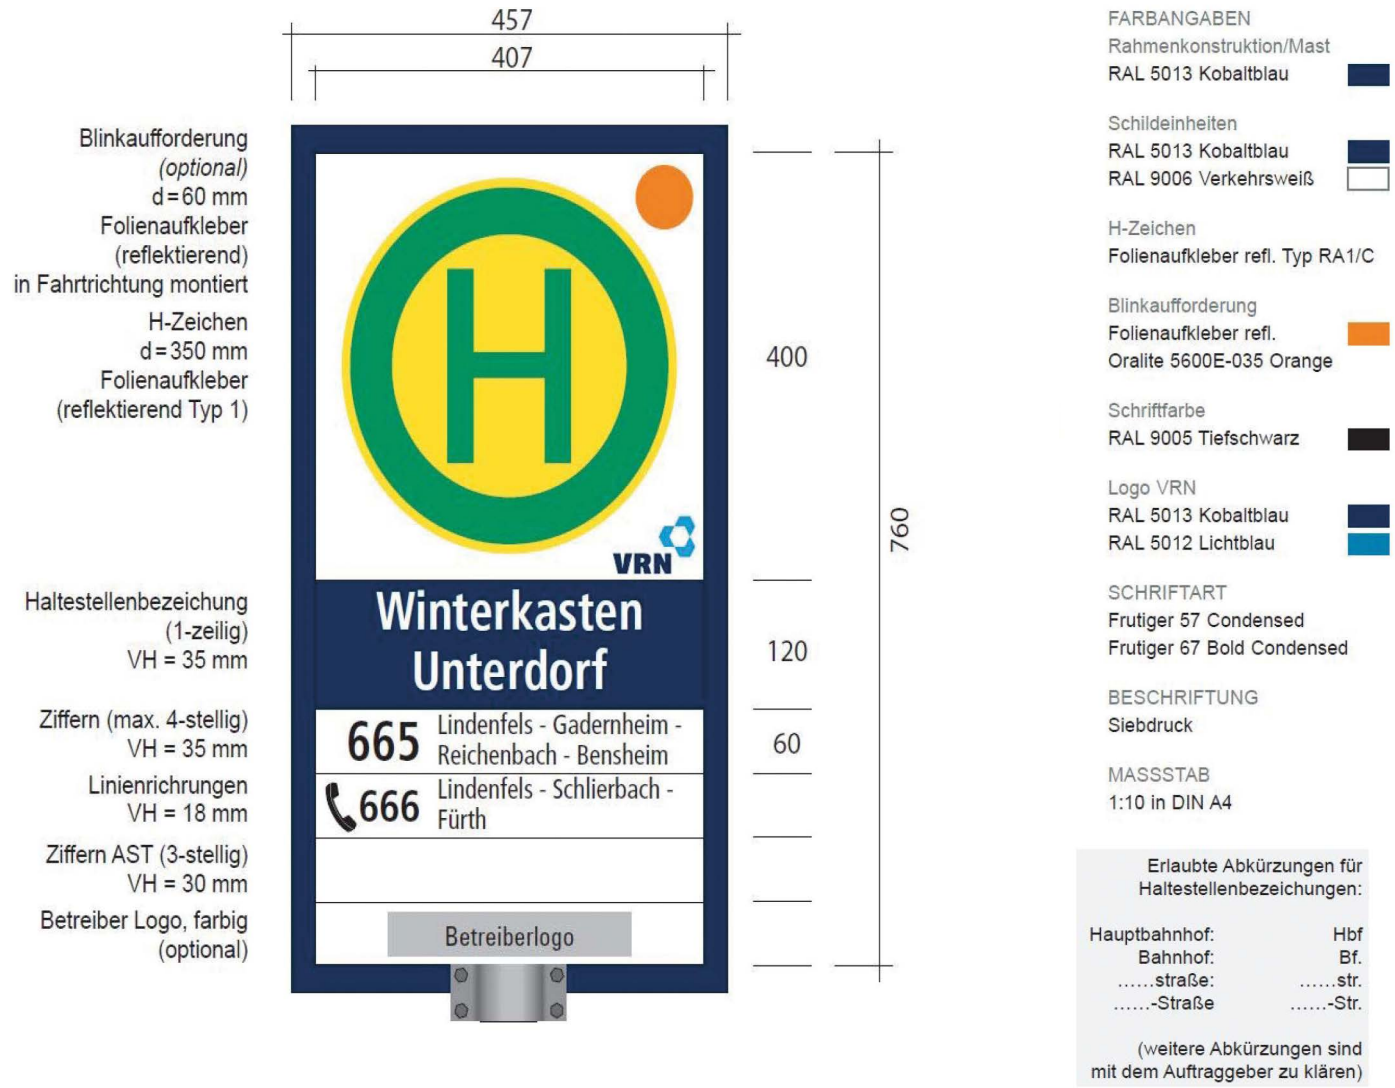 457
407
Blinkaufforderung
(optional)
d=60 mm
Folienaufkleber
(reflektierend)
in Fahrtrichtung montiert
H-Zeichen
d=350 mm
Folienaufkleber
(reflektierend Typ 1)
H
VRN
400
760
Haltestellenbezeichung
(1-zeilig)
VH = 35 mm
Winterkasten
Unterdorf
120
Ziffern (max. 4-stellig)
VH = 35 mm
665 Lindenfels - Gadernheim -
Reichenbach - Bensheim
60
Linienrichrungen
VH = 18 mm
666 Lindenfels - Schlierbach -
Fürth
Ziffern AST (3-stellig)
VH = 30 mm
Betreiber Logo, farbig
(optional)
Betreiberlogo
FARBANGABEN
Rahmenkonstruktion/Mast
RAL 5013 Kobaltblau
Schildeinheiten
RAL 5013 Kobaltblau
RAL 9006 Verkehrsweiß
H-Zeichen
Folienaufkleber refl. Typ RA1/C
Blinkaufforderung
Folienaufkleber refl.
Oralite 5600E-035 Orange
Schriftfarbe
RAL 9005 Tiefschwarz
Logo VRN
RAL 5013 Kobaltblau
RAL 5012 Lichtblau
SCHRIFTART
Frutiger 57 Condensed
Frutiger 67 Bold Condensed
BESCHRIFTUNG
Siebdruck
MASSSTAB
1:10 in DIN A4
Erlaubte Abkürzungen für
Haltestellenbezeichungen:
Hauptbahnhof: Hbf
Bahnhof: Bf.
......straße: ......str.
......-Straße ......-Str.
(weitere Abkürzungen sind
mit dem Auftraggeber zu klären)